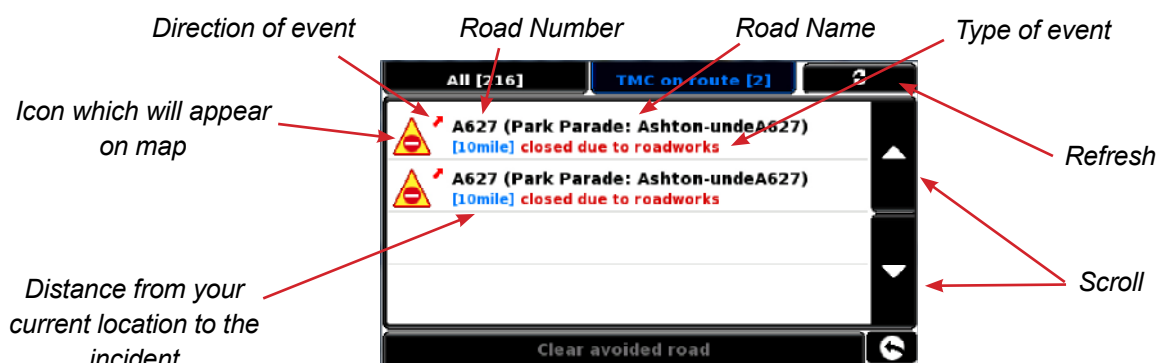 Direction of event
Road Number
Road Name
Type of event
All [216]
TMC on route [2]
Icon which will appear
on map
A627 (Park Parade: Ashton-undeA627)
[10mile] closed due to roadworks
Refresh
A627 (Park Parade: Ashton-undeA627)
[10mile] closed due to roadworks
Distance from your
current location to the
incident
Scroll
Clear avoided road